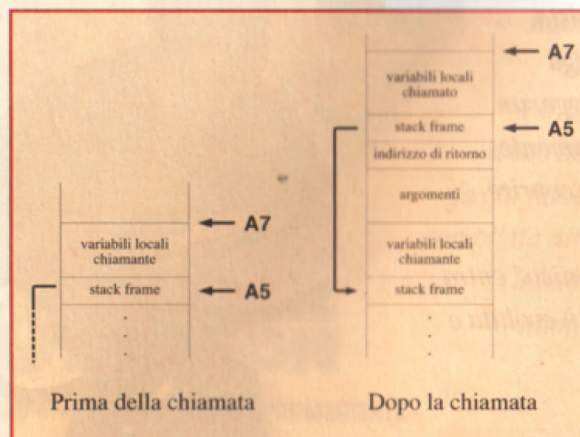 A7
variabili locali
chiamante
stack frame
A5
Prima della chiamata
A7
variabili locali
chiamato
stack frame
A5
indirizzo di ritorno
argomenti
variabili locali
chiamante
stack frame
Dopo la chiamata